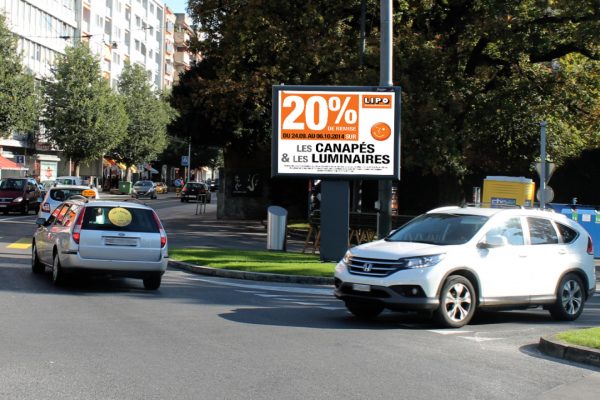 20%
DE REMISE
LIPO
DU 24.09. AU 06.10.2014 SUR
LES CANAPÉS
& LES LUMINAIRES